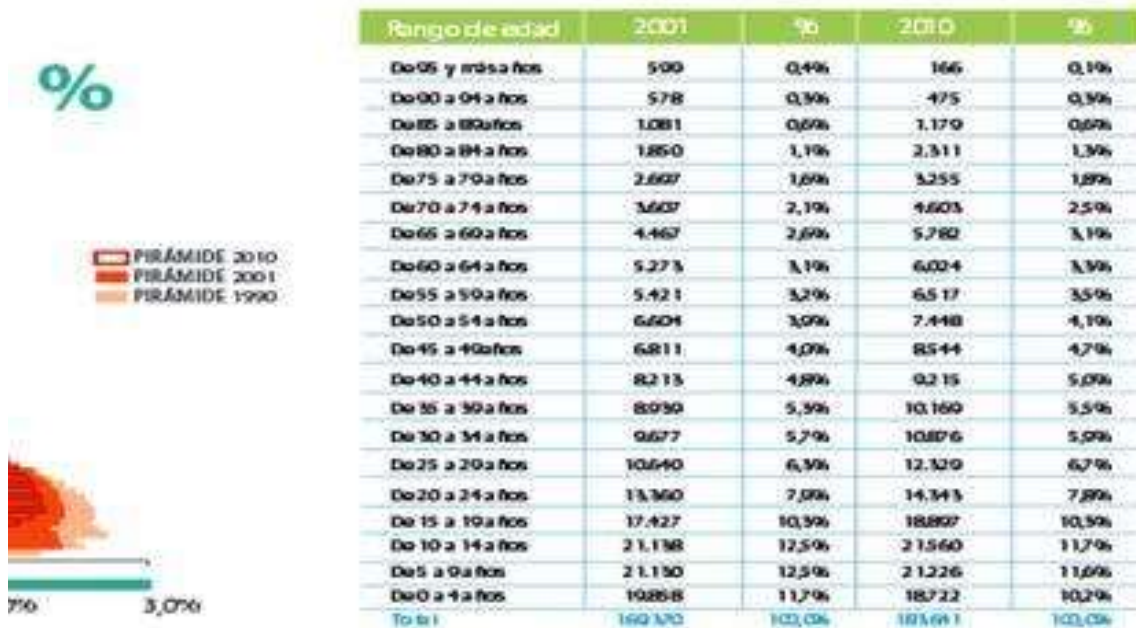 %
PIRÁMIDE 2010
PIRÁMIDE 2001
PIRÁMIDE 1990
3,0%
Rango de edad 2001 % 2010 %
De 95 y más años 599 0,4% 166 0,1%
De 90 a 94 años 578 0,3% 475 0,3%
De 85 a 89 años 1.081 0,6% 1.179 0,6%
De 80 a 84 años 1.850 1,1% 2.311 1,3%
De 75 a 79 años 2.697 1,6% 3.255 1,8%
De 70 a 74 años 3.607 2,1% 4.603 2,5%
De 65 a 69 años 4.467 2,6% 5.782 3,1%
De 60 a 64 años 5.273 3,1% 6.024 3,3%
De 55 a 59 años 5.421 3,2% 6.517 3,5%
De 50 a 54 años 6.604 3,9% 7.448 4,1%
De 45 a 49 años 6.811 4,0% 8.544 4,7%
De 40 a 44 años 8.213 4,8% 9.215 5,0%
De 35 a 39 años 8.939 5,3% 10.169 5,5%
De 30 a 34 años 9.677 5,7% 10.876 5,9%
De 25 a 29 años 10.640 6,3% 12.329 6,7%
De 20 a 24 años 13.360 7,9% 14.343 7,8%
De 15 a 19 años 17.427 10,3% 18.897 10,3%
De 10 a 14 años 21.138 12,5% 21.560 11,7%
De 5 a 9 años 21.130 12,5% 21.226 11,6%
De 0 a 4 años 19.858 11,7% 18.722 10,2%
Total 169.370 100,0% 183.641 100,0%